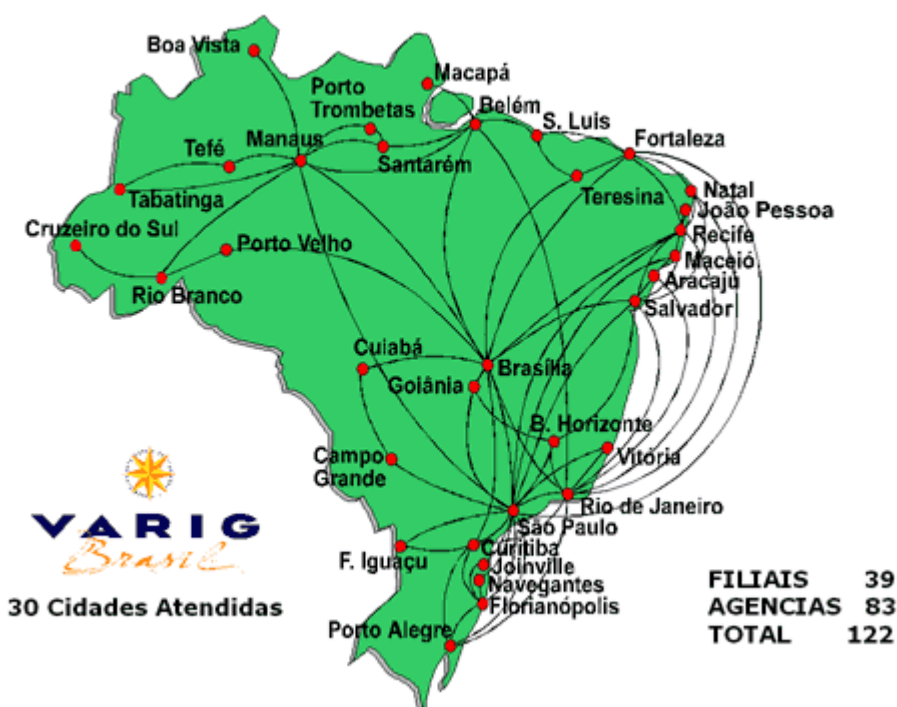 Boa Vista
Macapá
Porto
Trombetas
Belém
S. Luis
Fortaleza
Manaus
Tefé
Santarém
Teresina
Natal
Tabatinga
João Pessoa
Cruzeiro do Sul
Porto Velho
Recife
Maceió
Rio Branco
Aracajú
Salvador
Cuiabá
Brasília
Goiânia
B. Horizonte
Campo
Grande
Vitória
Rio de Janeiro
São Paulo
VARIG
Brasil
F. Iguaçu
Curitiba
Joinville
Navegantes
Florianópolis
Porto Alegre
30 Cidades Atendidas
FILIAIS 39
AGENCIAS 83
TOTAL 122